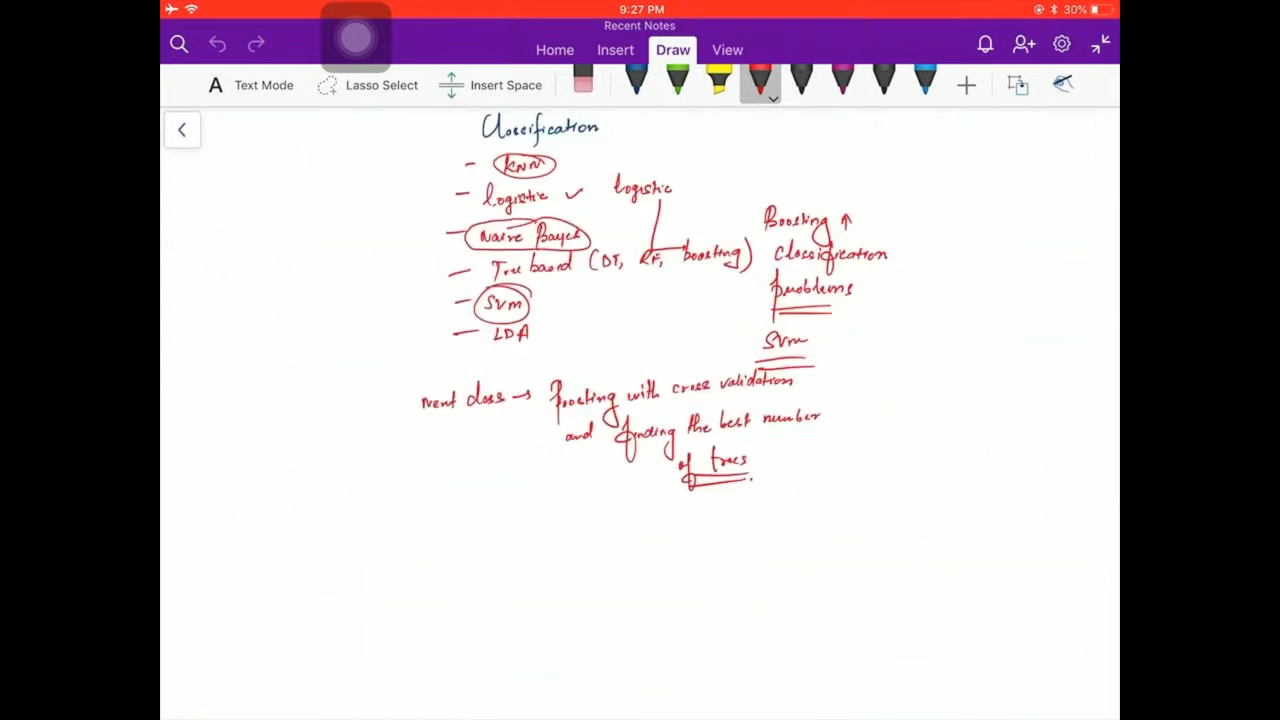 9:27 PM
30%
Recent Notes
Home Insert Draw View
A Text Mode Lasso Select Insert Space
Classification
- KNN
- logistic ✓ logistic
- Naive Bayes
- Tree based (DT, RF, boosting)
- SVM
- LDA
Boosting ↑
classification
problems
SVM
next class → Boosting with cross validation
and finding the best number
of trees.